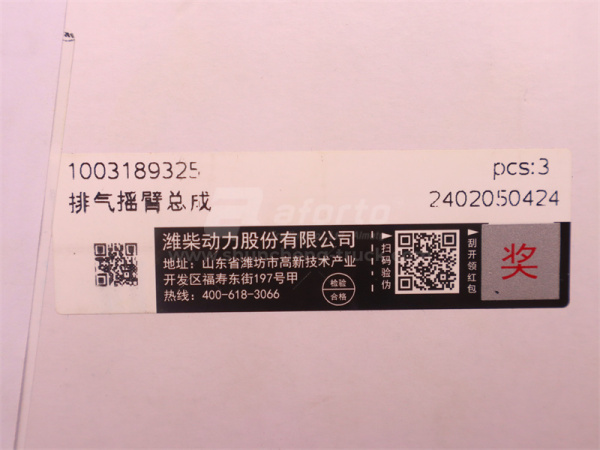 1003189325
pcs:3
排气摇臂总成
2402050424
aforto
潍柴动力股份有限公司
地址：山东省潍坊市高新技术产业
开发区福寿东街197号甲
热线：400-618-3066
检验
合格
扫码验伪
刮开领红包
奖